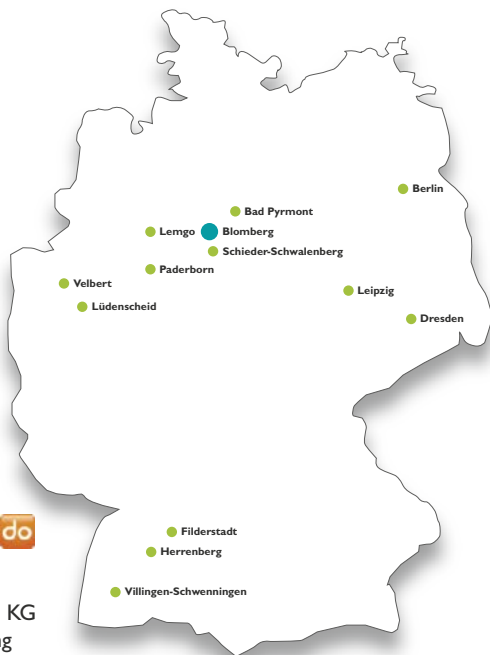 Berlin
Bad Pyrmont
Lemgo
Blomberg
Schieder-Schwalenberg
Paderborn
Velbert
Leipzig
Lüdenscheid
Dresden
do
Filderstadt
Herrenberg
Villingen-Schwenningen
KG